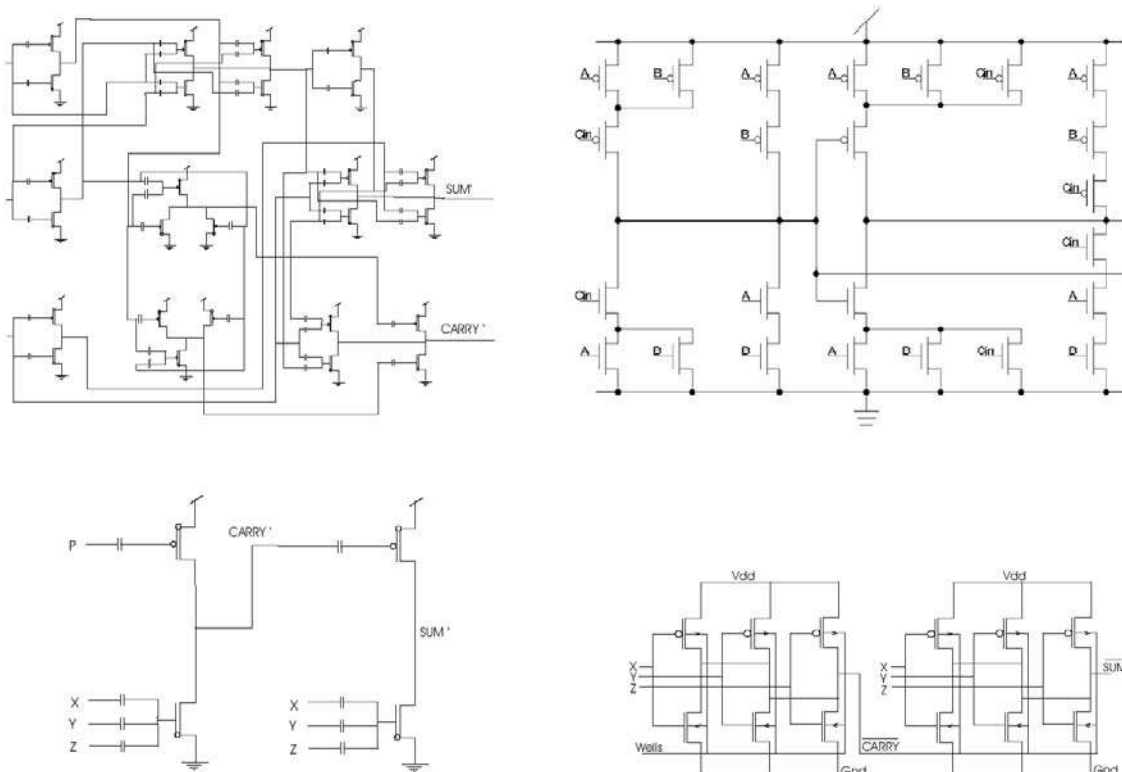 SUM'
CARRY '
A B A A B Cin A
Cin B B
Cin
Cin
Cin A A
A D D A D Cin D
P
CARRY '
SUM '
X X
Y Y
Z Z
Vdd Vdd
X X
Y Y
Z Z
SUM
Wells
CARRY
Gnd Gnd